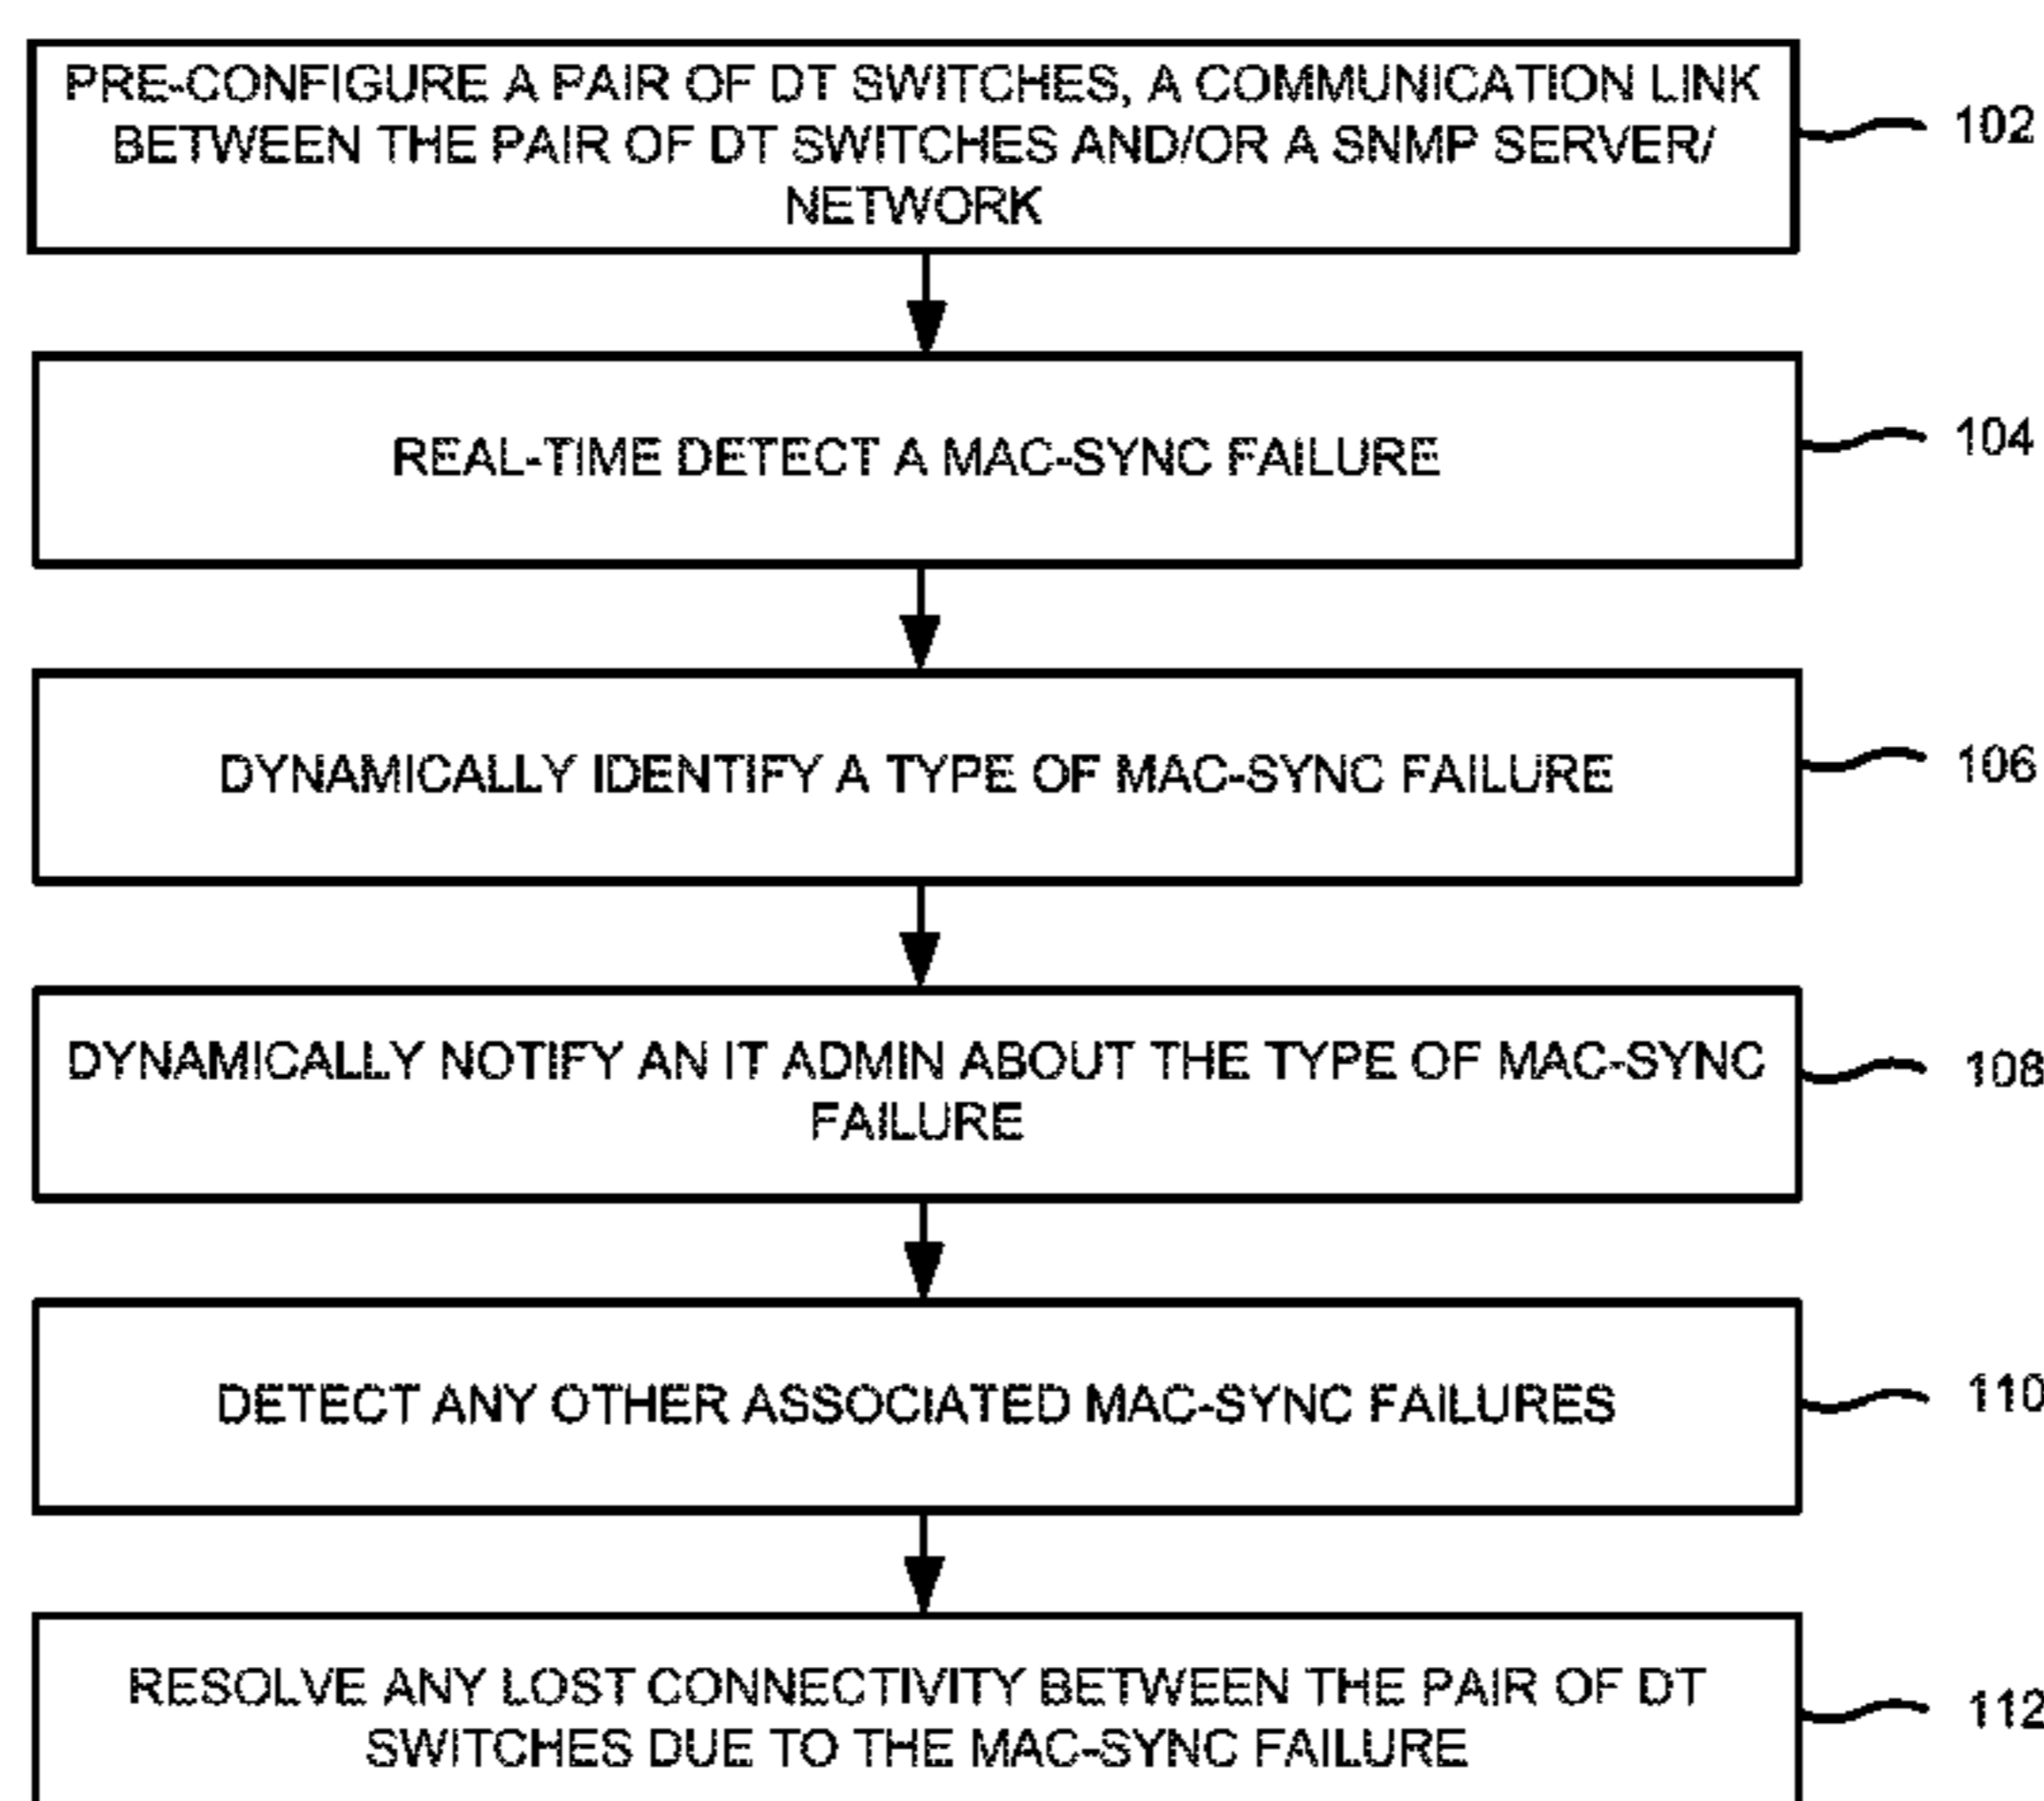 PRE-CONFIGURE A PAIR OF DT SWITCHES, A COMMUNICATION LINK
BETWEEN THE PAIR OF DT SWITCHES AND/OR A SNMP SERVER/
NETWORK
102
REAL-TIME DETECT A MAC-SYNC FAILURE
104
DYNAMICALLY IDENTIFY A TYPE OF MAC-SYNC FAILURE
106
DYNAMICALLY NOTIFY AN IT ADMIN ABOUT THE TYPE OF MAC-SYNC
FAILURE
108
DETECT ANY OTHER ASSOCIATED MAC-SYNC FAILURES
110
RESOLVE ANY LOST CONNECTIVITY BETWEEN THE PAIR OF DT
SWITCHES DUE TO THE MAC-SYNC FAILURE
112